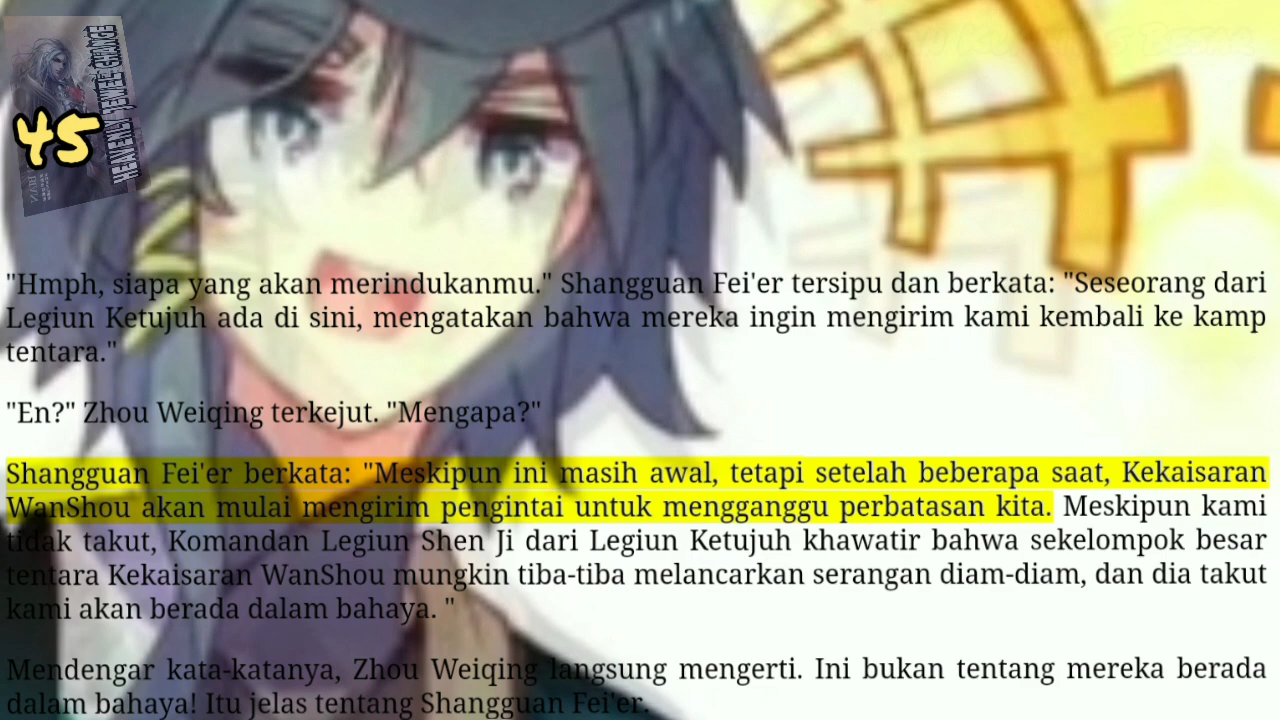 45
HEAVENLY JEWEL CHANGE
"Hmph, siapa yang akan merindukanmu." Shangguan Fei'er tersipu dan berkata: "Seseorang dari
Legiun Ketujuh ada di sini, mengatakan bahwa mereka ingin mengirim kami kembali ke kamp
tentara."
"En?" Zhou Weiqing terkejut. "Mengapa?"
Shangguan Fei'er berkata: "Meskipun ini masih awal, tetapi setelah beberapa saat, Kekaisaran
WanShou akan mulai mengirim pengintai untuk mengganggu perbatasan kita. Meskipun kami
tidak takut, Komandan Legiun Shen Ji dari Legiun Ketujuh khawatir bahwa sekelompok besar
tentara Kekaisaran WanShou mungkin tiba-tiba melancarkan serangan diam-diam, dan dia takut
kami akan berada dalam bahaya. "
Mendengar kata-katanya, Zhou Weiqing langsung mengerti. Ini bukan tentang mereka berada
dalam bahaya! Itu jelas tentang Shangguan Fei'er.